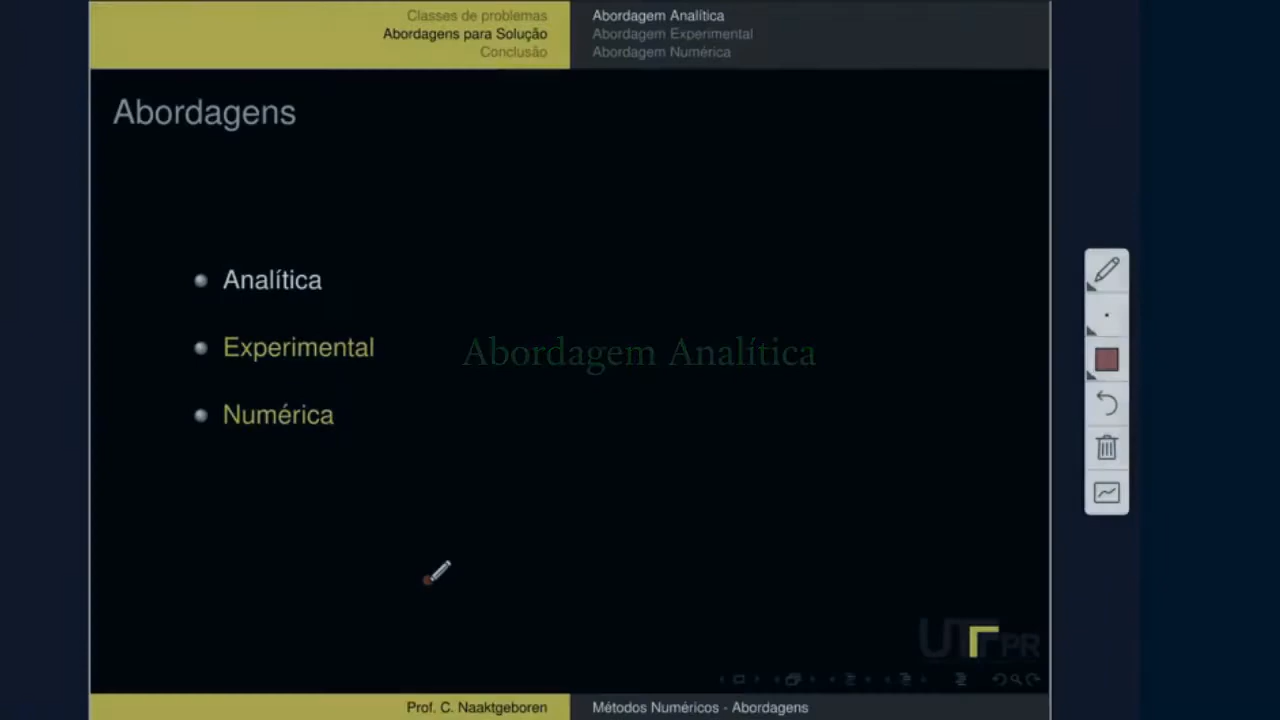 Classes de problemas
Abordagens para Solução
Conclusão
Abordagem Analítica
Abordagem Experimental
Abordagem Numérica
Abordagens
Analítica
Experimental
Numérica
Abordagem Analítica
UTFPR
Prof. C. Naaktgeboren
Métodos Numéricos - Abordagens